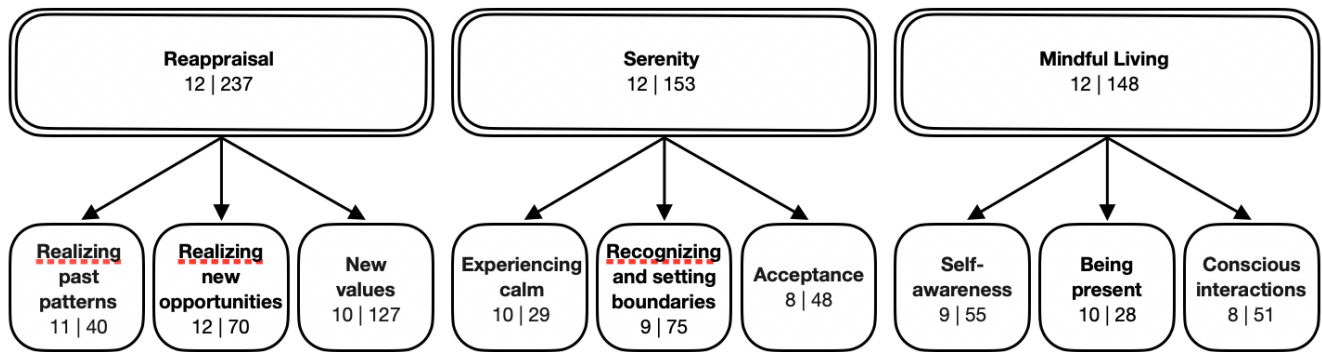 Reappraisal
12 | 237
Serenity
12 | 153
Mindful Living
12 | 148
Realizing
past
patterns
11 | 40
Realizing
new
opportunities
12 | 70
New
values
10 | 127
Experiencing
calm
10 | 29
Recognizing
and setting
boundaries
9 | 75
Acceptance
8 | 48
Self-
awareness
9 | 55
Being
present
10 | 28
Conscious
interactions
8 | 51